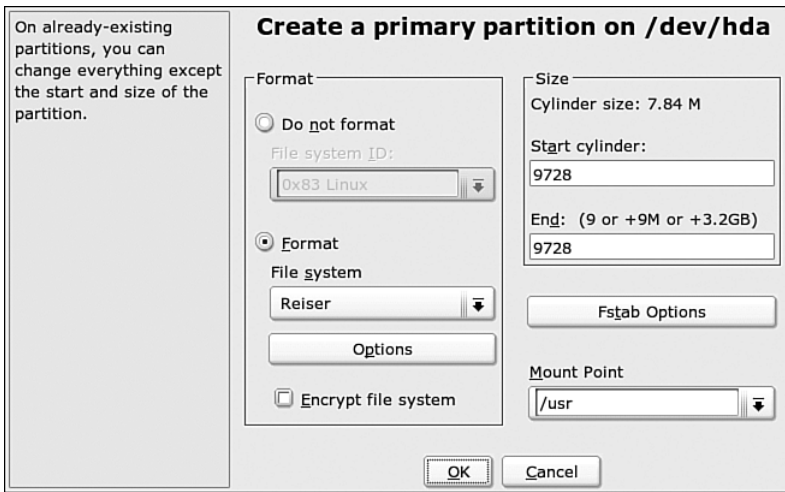 On already-existing
partitions, you can
change everything except
the start and size of the
partition.
Create a primary partition on /dev/hda
Format
Do not format
File system ID:
0x83 Linux
Format
File system
Reiser
Options
Encrypt file system
Size
Cylinder size: 7.84 M
Start cylinder:
9728
End: (9 or +9M or +3.2GB)
9728
Fstab Options
Mount Point
/usr
OK
Cancel